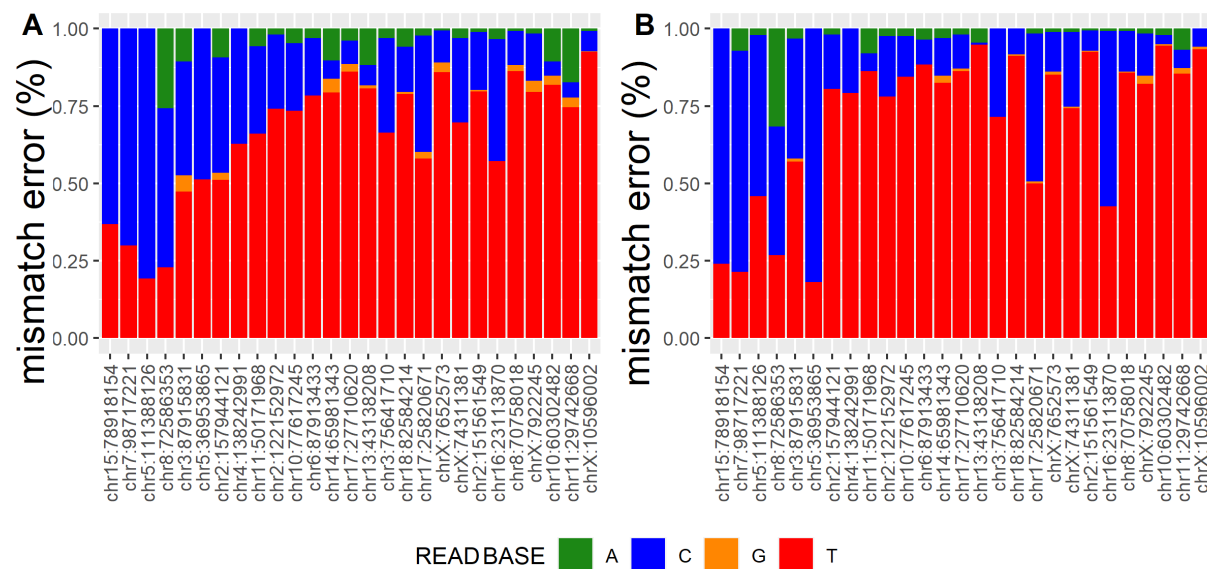 A
mismatch error (%)
1.00
0.75
0.50
0.25
0.00
chr15:78918154
chr7:98717221
chr5:111388126
chr8:72586353
chr3:87915831
chr5:36953865
chr2:157944121
chr4:138242991
chr11:50171968
chr2:122152972
chr10:77617245
chr6:87913433
chr14:65981343
chr17:27710620
chr13:43138208
chr3:75641710
chr18:82584214
chr17:25820671
chrX:7652573
chrX:74311381
chr2:51561549
chr16:23113870
chr8:70758018
chrX:7922245
chr10:60302482
chr11:29742668
chrX:10596002
B
mismatch error (%)
1.00
0.75
0.50
0.25
0.00
chr15:78918154
chr7:98717221
chr5:111388126
chr8:72586353
chr3:87915831
chr5:36953865
chr2:157944121
chr4:138242991
chr11:50171968
chr2:122152972
chr10:77617245
chr6:87913433
chr14:65981343
chr17:27710620
chr13:43138208
chr3:75641710
chr18:82584214
chr17:25820671
chrX:7652573
chrX:74311381
chr2:51561549
chr16:23113870
chr8:70758018
chrX:7922245
chr10:60302482
chr11:29742668
chrX:10596002
READ BASE A C G T